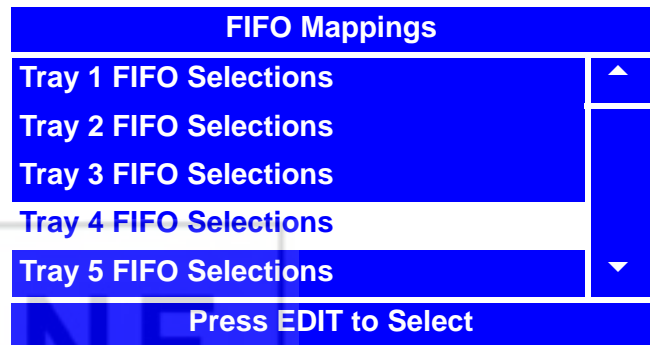 FIFO Mappings
Tray 1 FIFO Selections
Tray 2 FIFO Selections
Tray 3 FIFO Selections
Tray 4 FIFO Selections
Tray 5 FIFO Selections
Press EDIT to Select